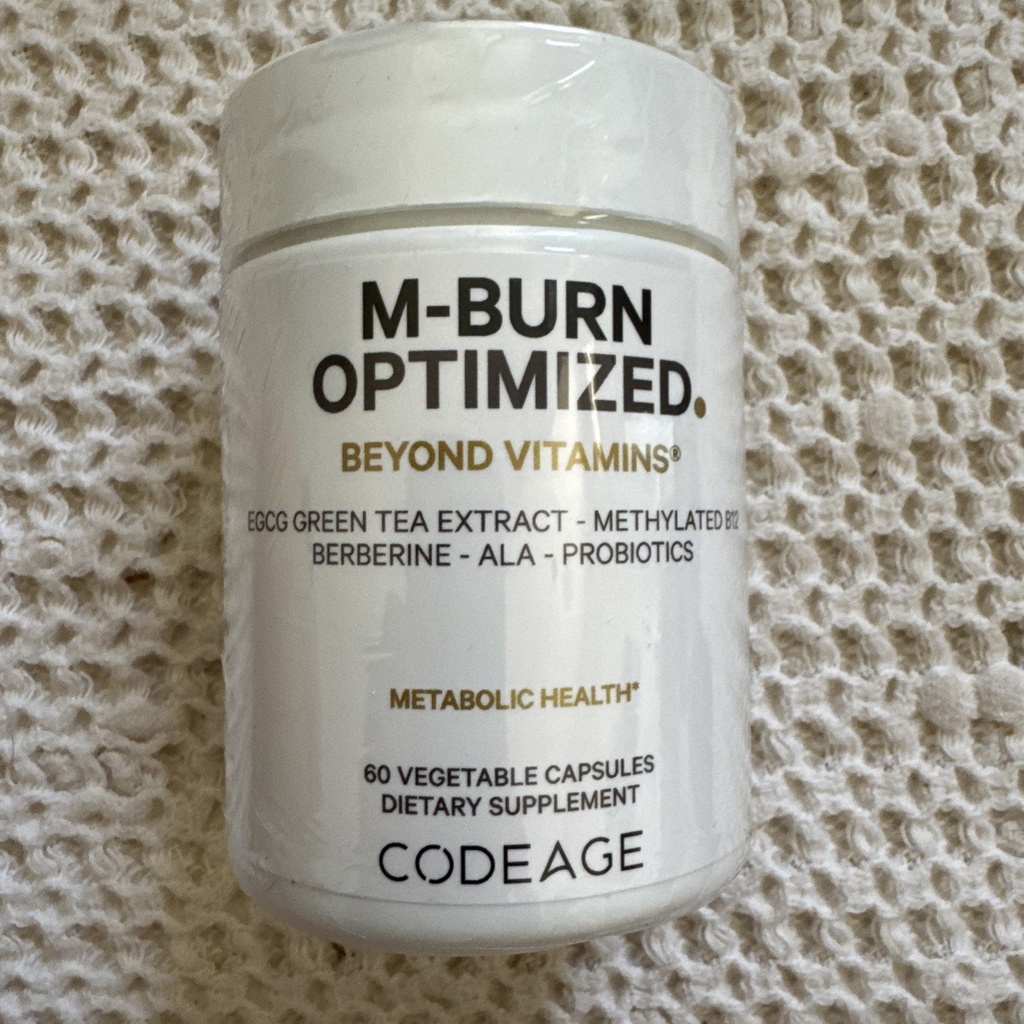 M-BURN
OPTIMIZED.
BEYOND VITAMINS®
EGCG GREEN TEA EXTRACT - METHYLATED B12
BERBERINE - ALA - PROBIOTICS
METABOLIC HEALTH*
60 VEGETABLE CAPSULES
DIETARY SUPPLEMENT
CODEAGE